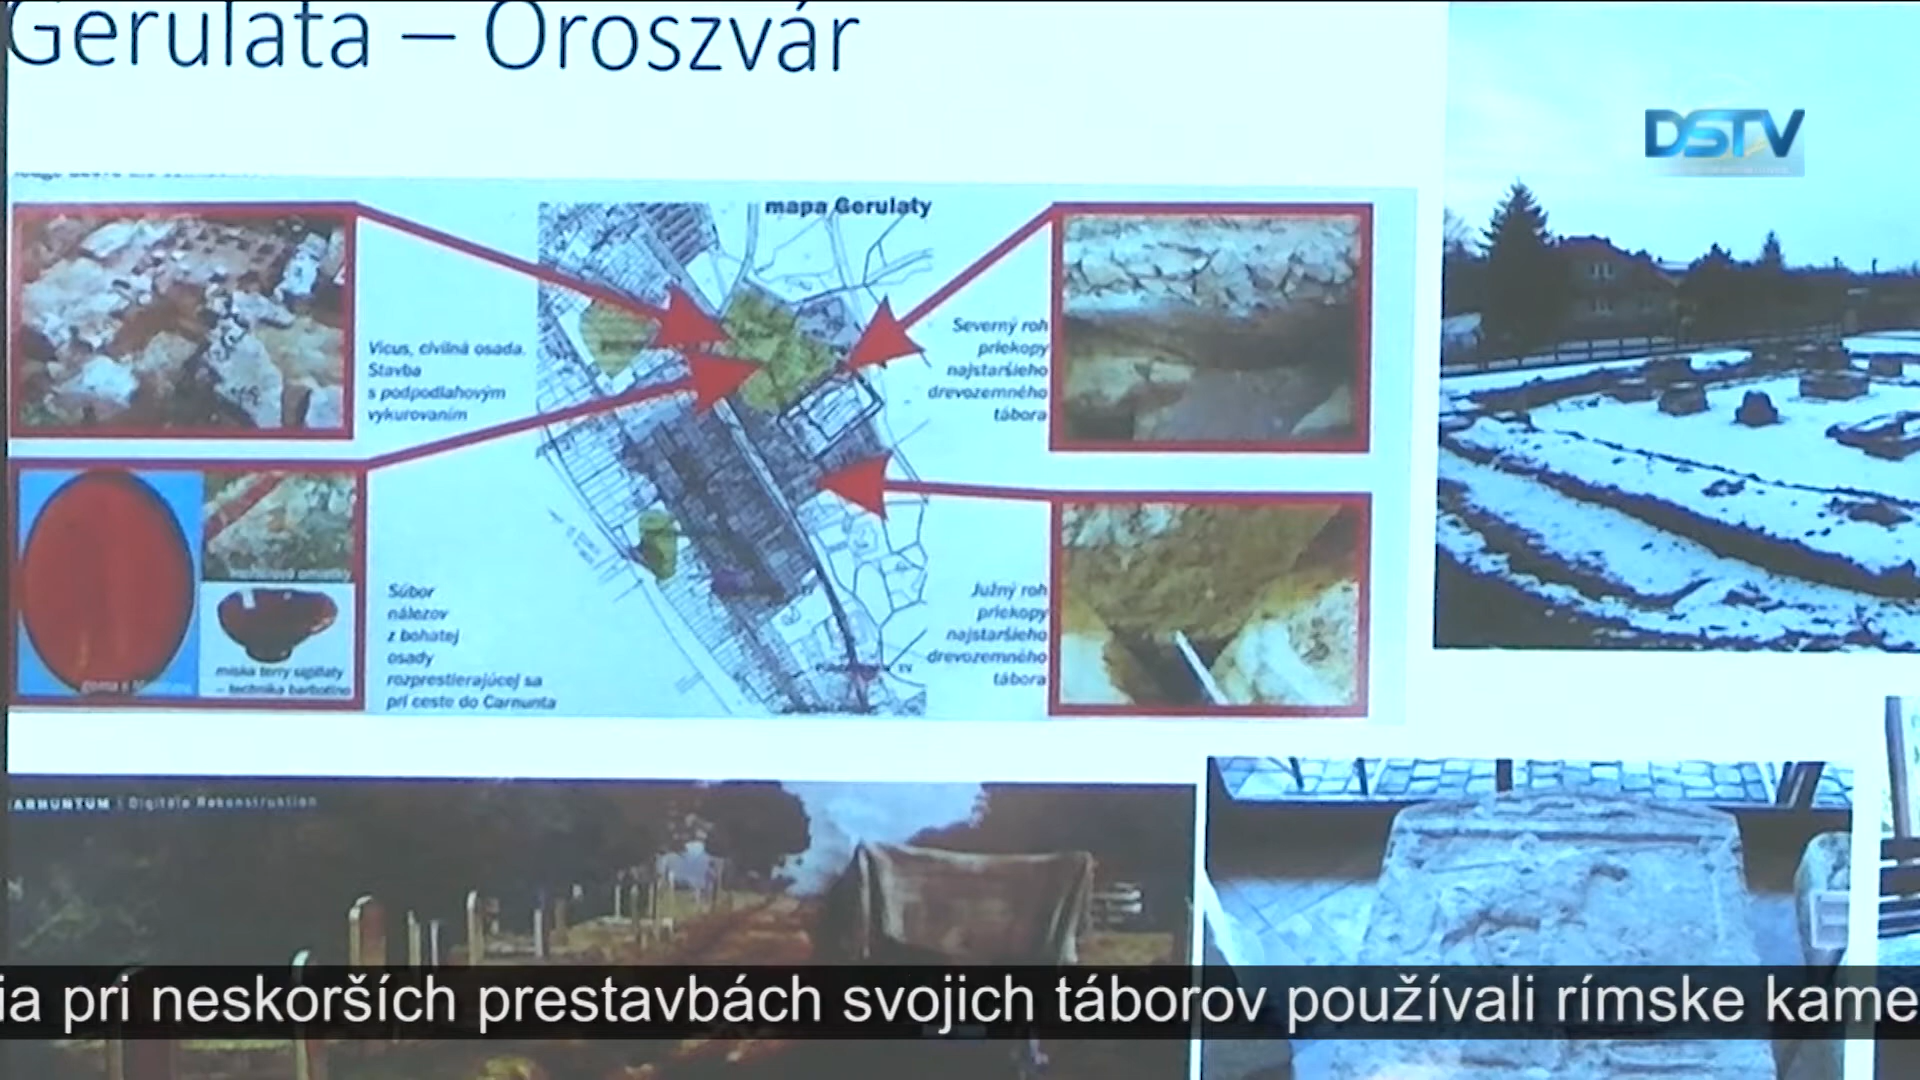 Gerulata – Oroszvár
DSTV
mapa Gerulaty
Vicus, civilná osada.
Stavba
s podpodlahovým
vykurovaním
Severný roh
priekopy
najstaršieho
drevozemného
tábora
Súbor
nálezov
z bohatej
osady
rozprestierajúcej sa
pri ceste do Carnunta
Južný roh
priekopy
najstaršieho
drevozemného
tábora
miska terry sigillaty
– technika barbotino
CARNUNTUM | Digitale Rekonstruktion
ia pri neskorších prestavbách svojich táborov používali rímske kame